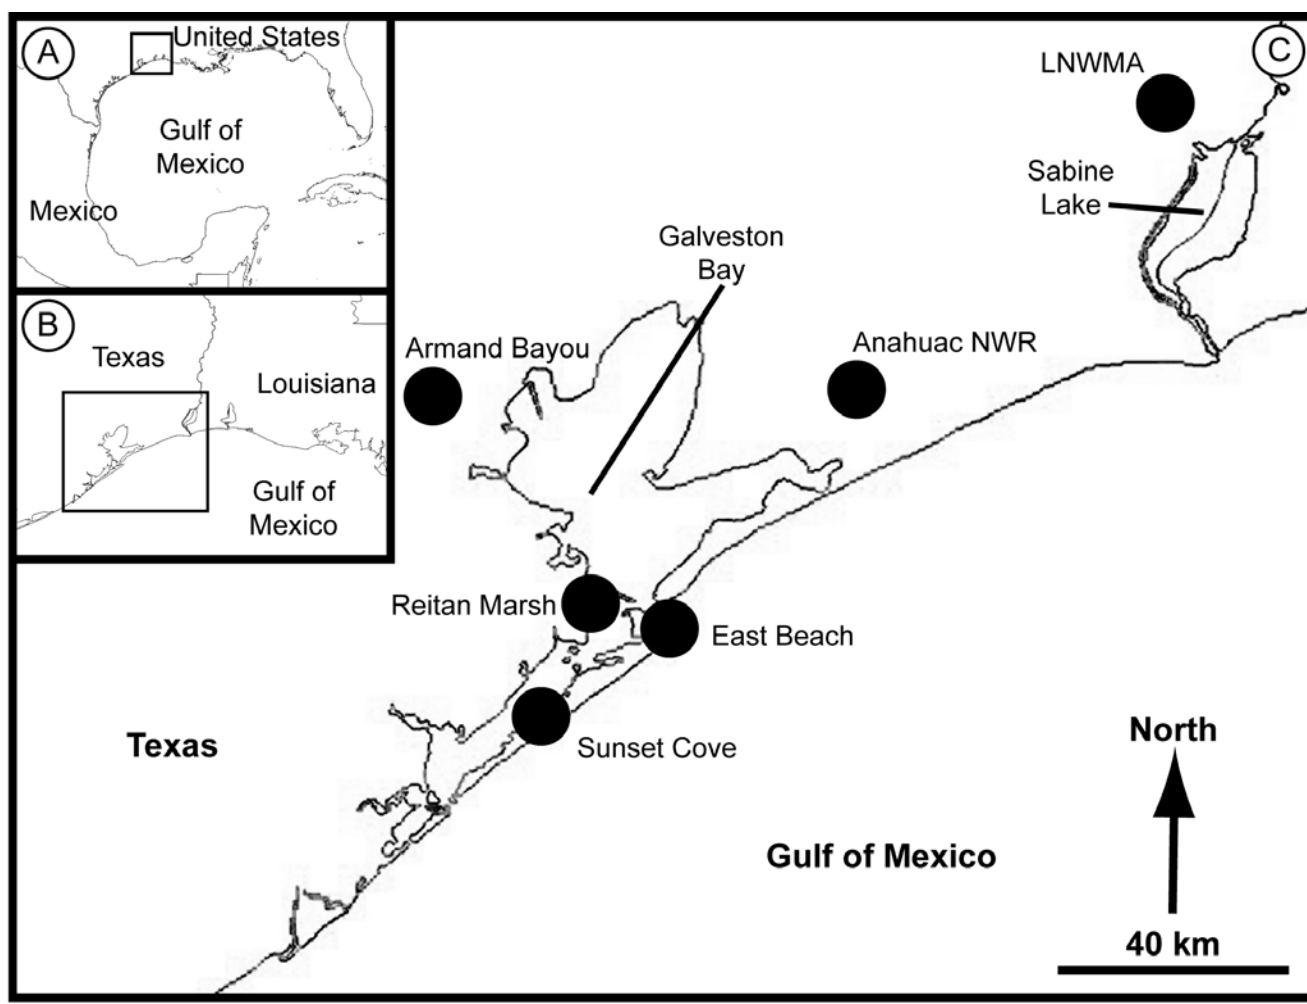 A
United States
Gulf of
Mexico
Mexico
B
Texas
Louisiana
Gulf of
Mexico
C
LNWMA
Sabine
Lake
Galveston
Bay
Armand Bayou
Anahuac NWR
Reitan Marsh
East Beach
Sunset Cove
Texas
Gulf of Mexico
North
40 km